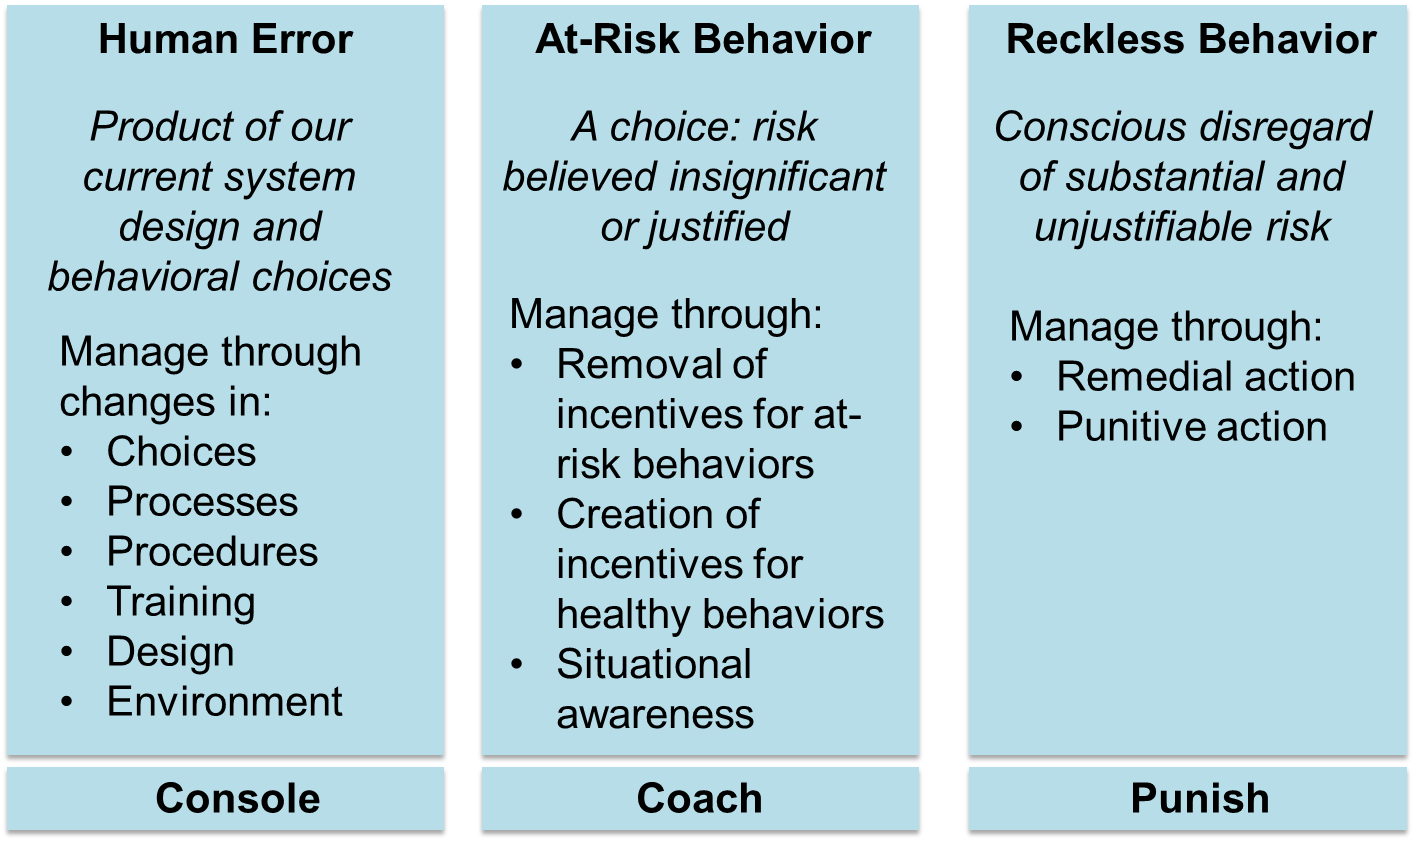 Human Error
Product of our
current system
design and
behavioral choices
Manage through
changes in:
• Choices
• Processes
• Procedures
• Training
• Design
• Environment
Console
At-Risk Behavior
A choice: risk
believed insignificant
or justified
Manage through:
• Removal of
incentives for at-
risk behaviors
• Creation of
incentives for
healthy behaviors
• Situational
awareness
Coach
Reckless Behavior
Conscious disregard
of substantial and
unjustifiable risk
Manage through:
• Remedial action
• Punitive action
Punish